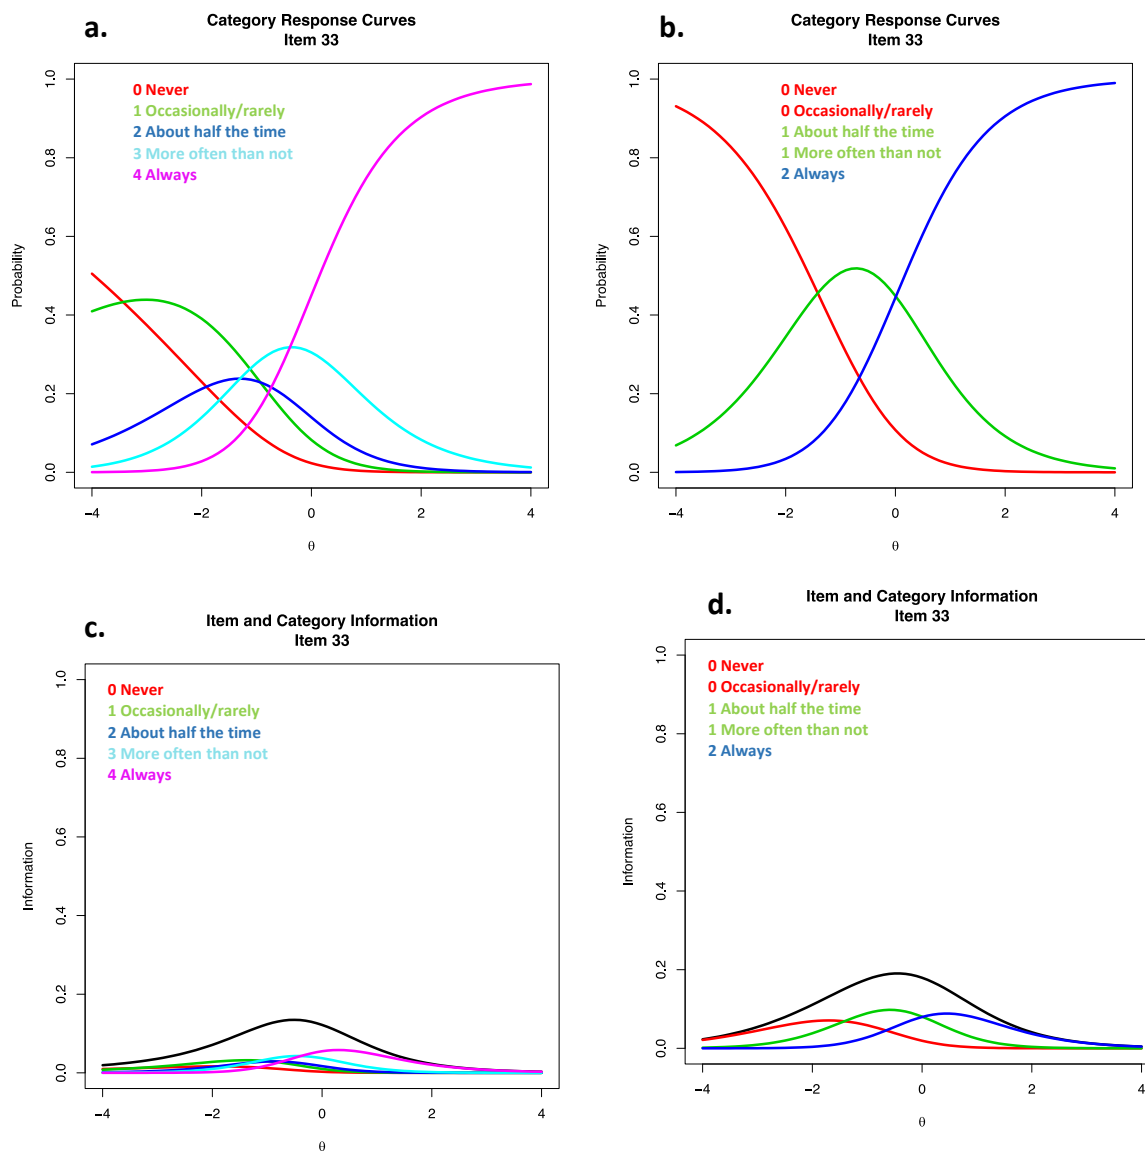 a.
Category Response Curves
Item 33
0 Never
1 Occasionally/rarely
2 About half the time
3 More often than not
4 Always
Probability
1.0
0.8
0.6
0.4
0.2
0.0
−4 −2 0 2 4
θ
b.
Category Response Curves
Item 33
0 Never
0 Occasionally/rarely
1 About half the time
1 More often than not
2 Always
Probability
1.0
0.8
0.6
0.4
0.2
0.0
−4 −2 0 2 4
θ
c.
Item and Category Information
Item 33
0 Never
1 Occasionally/rarely
2 About half the time
3 More often than not
4 Always
Information
1.0
0.8
0.6
0.4
0.2
0.0
−4 −2 0 2 4
θ
d.
Item and Category Information
Item 33
0 Never
0 Occasionally/rarely
1 About half the time
1 More often than not
2 Always
Information
1.0
0.8
0.6
0.4
0.2
0.0
−4 −2 0 2 4
θ